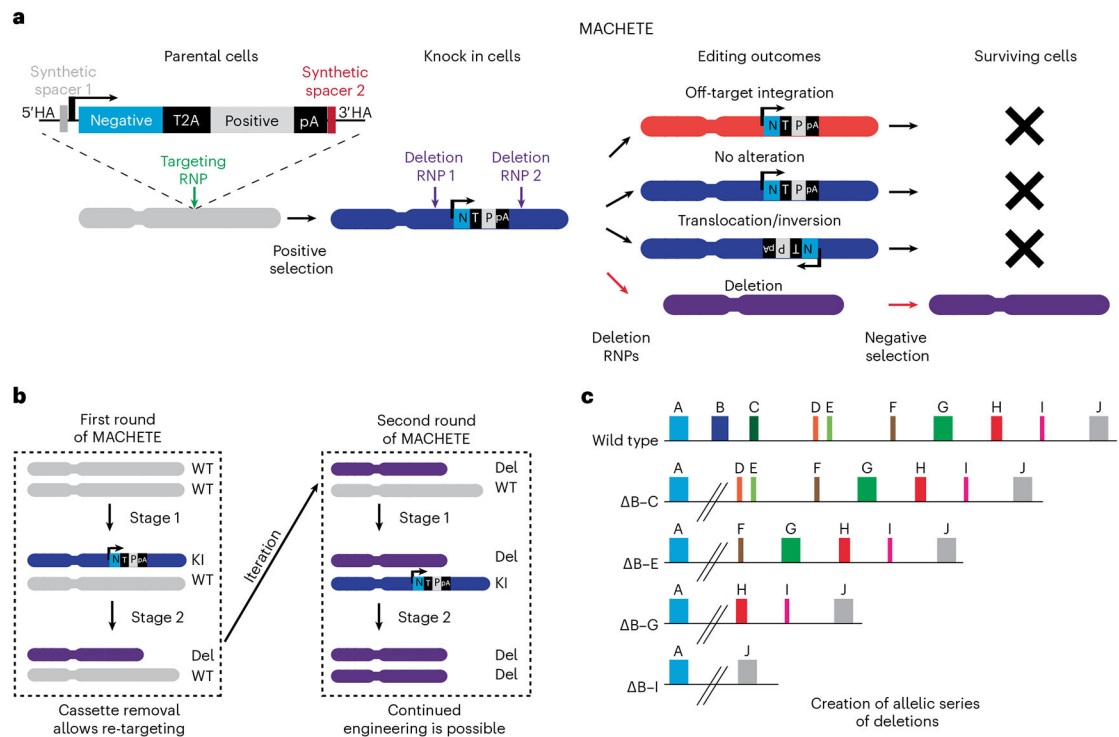 a
MACHETE
Parental cells
Knock in cells
Editing outcomes
Surviving cells
Synthetic
spacer 1
Synthetic
spacer 2
5′HA
Negative
T2A
Positive
pA
3′HA
Targeting
RNP
Positive
selection
Deletion
RNP 1
Deletion
RNP 2
N T P pA
Off-target integration
N T P pA
No alteration
N T P pA
Translocation/inversion
N T P pA
Deletion
Deletion
RNPs
Negative
selection
b
First round
of MACHETE
WT
WT
Stage 1
N T P pA
KI
WT
Stage 2
Del
WT
Cassette removal
allows re-targeting
Iteration
Second round
of MACHETE
Del
WT
Stage 1
Del
N T P pA
KI
Stage 2
Del
Del
Continued
engineering is possible
c
A B C D E F G H I J
Wild type
A D E F G H I J
ΔB–C
A F G H I J
ΔB–E
A H I J
ΔB–G
A J
ΔB–I
Creation of allelic series
of deletions